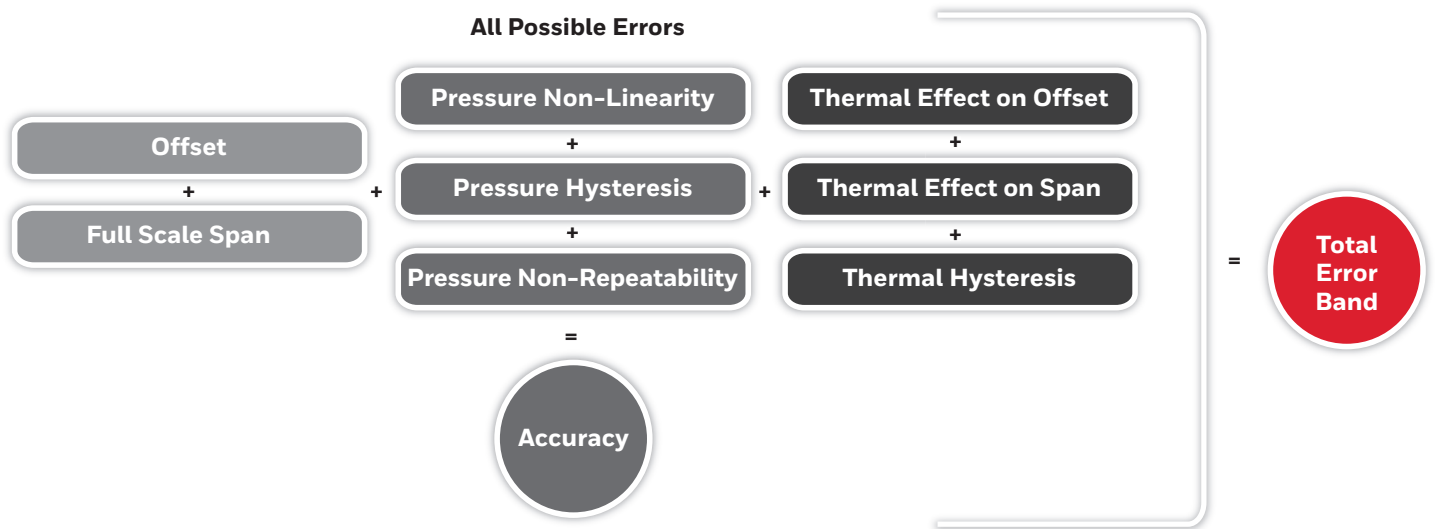 All Possible Errors
Offset
+
Full Scale Span
+
Pressure Non-Linearity
+
Pressure Hysteresis
+
Pressure Non-Repeatability
=
Accuracy
+
Thermal Effect on Offset
+
Thermal Effect on Span
+
Thermal Hysteresis
=
Total
Error
Band